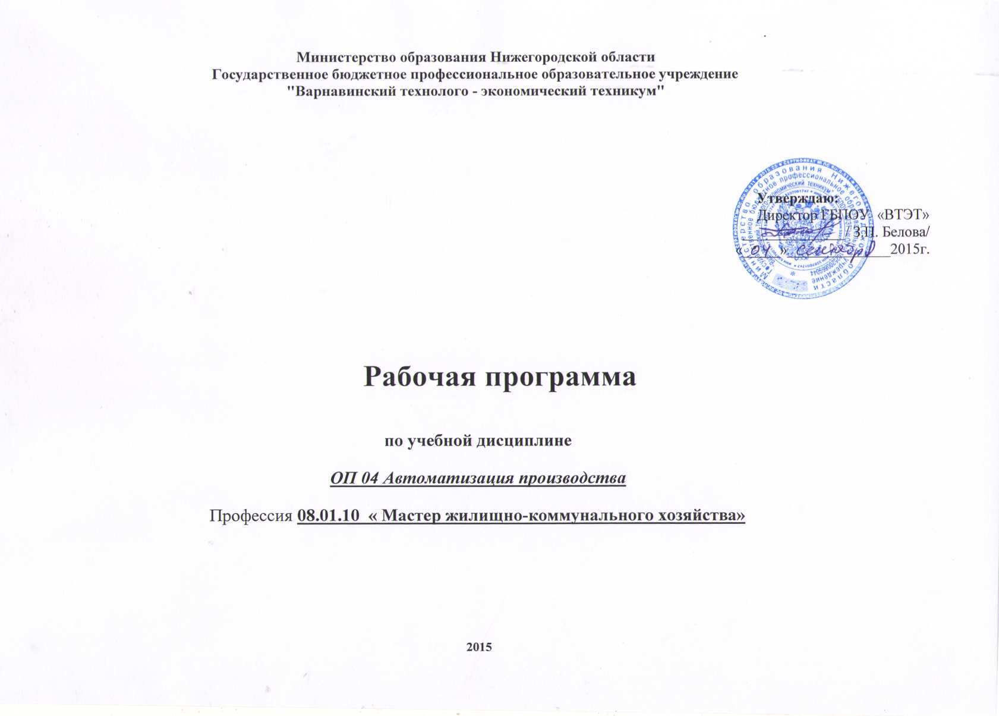 Министерство образования Нижегородской области
Государственное бюджетное профессиональное образовательное учреждение
"Варнавинский технолого - экономический техникум"
Утверждаю:
Директор ГБПОУ «ВТЭТ»
/ З.П. Белова/
« 04 » сентября 2015г.
Рабочая программа
по учебной дисциплине
ОП 04 Автоматизация производства
Профессия 08.01.10 « Мастер жилищно-коммунального хозяйства»
2015